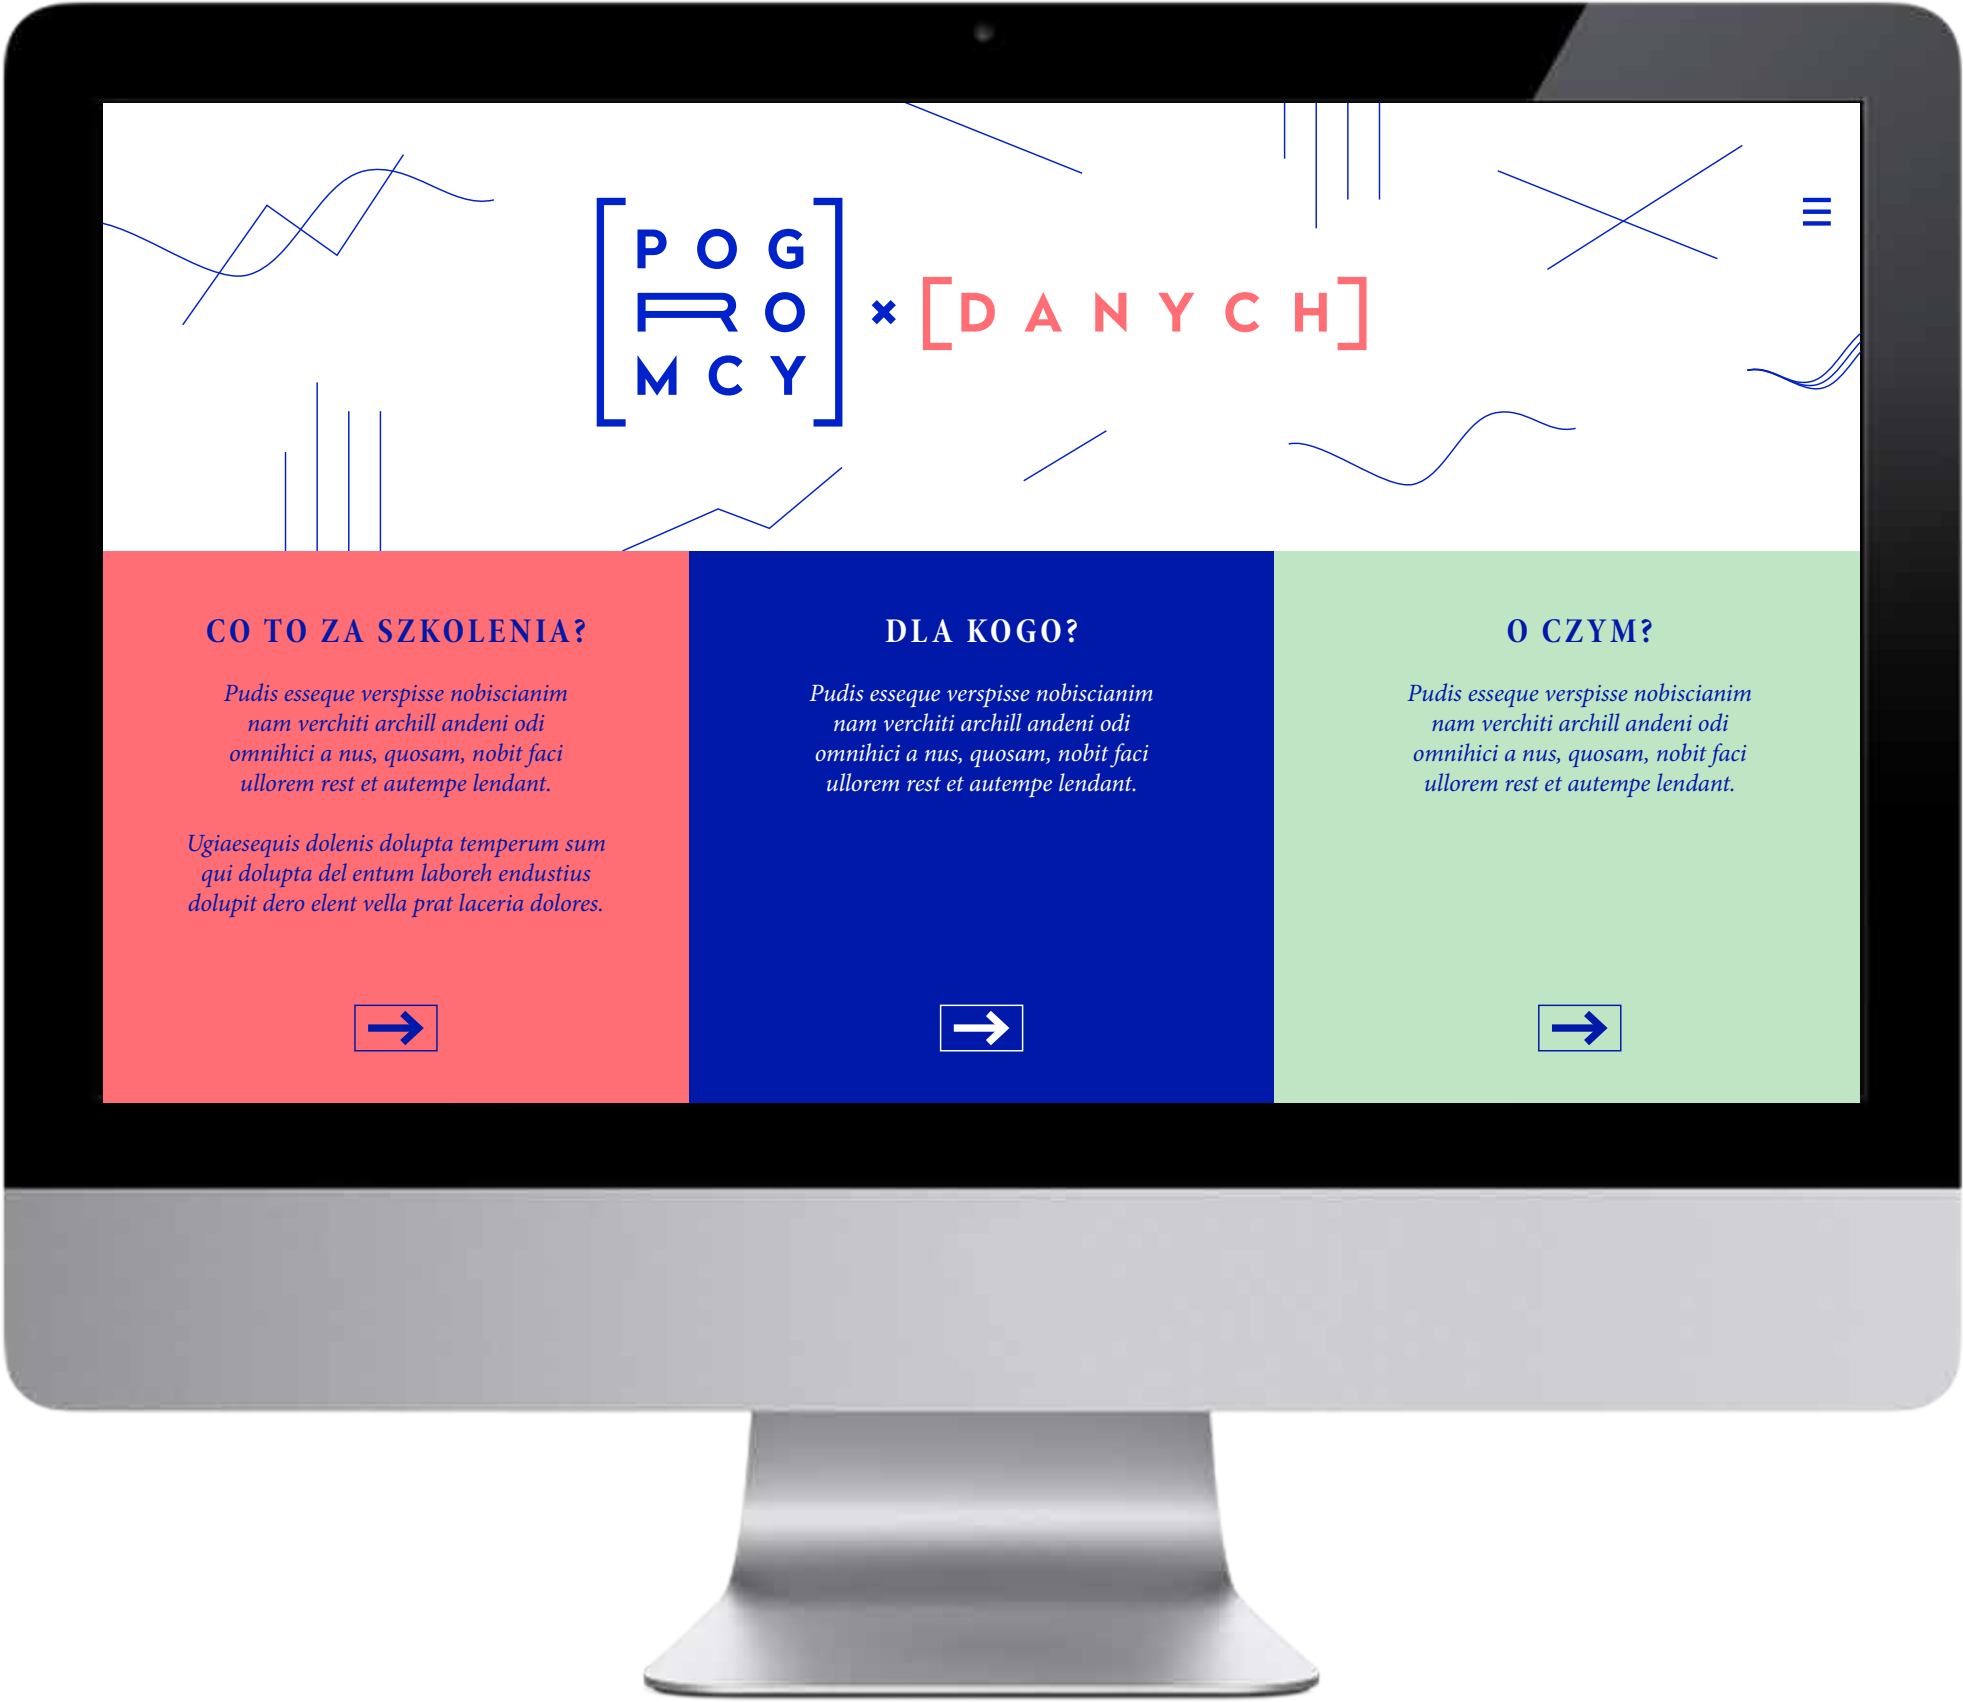 POG
RO
MCY
×
[DANYCH]
CO TO ZA SZKOLENIA?
Pudis esseque verspisse nobiscianim
nam verchiti archill andeni odi
omnihici a nus, quosam, nobit faci
ullorem rest et autempe lendant.
Ugiaesequis dolenis dolupta temperum sum
qui dolupta del entum laboreh endustius
dolupit dero elent vella prat laceria dolores.
DLA KOGO?
Pudis esseque verspisse nobiscianim
nam verchiti archill andeni odi
omnihici a nus, quosam, nobit faci
ullorem rest et autempe lendant.
O CZYM?
Pudis esseque verspisse nobiscianim
nam verchiti archill andeni odi
omnihici a nus, quosam, nobit faci
ullorem rest et autempe lendant.